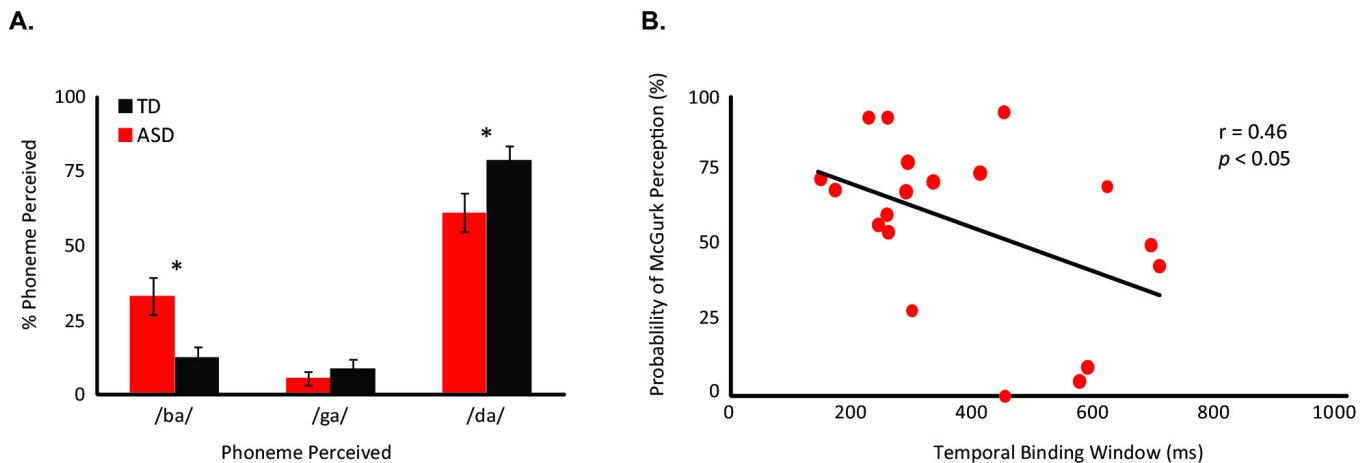 A.
% Phoneme Perceived
100
75
50
25
0
TD
ASD
*
*
/ba/
/ga/
/da/
Phoneme Perceived
B.
Probablility of McGurk Perception (%)
100
75
50
25
0
r = 0.46
p < 0.05
0
200
400
600
800
1000
Temporal Binding Window (ms)